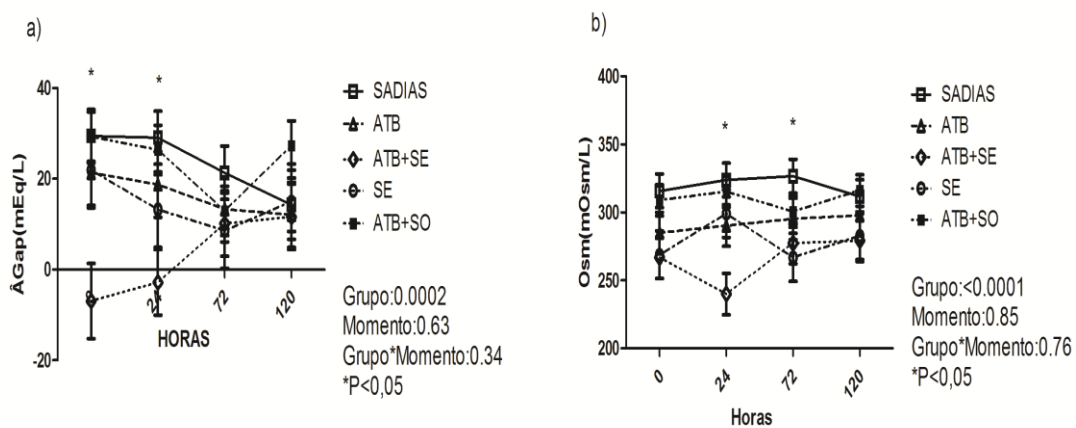 a)
* *
40
20
0
-20
ÂGap(mEq/L)
0 24 72 120
HORAS
SADIAS
ATB
ATB+SE
SE
ATB+SO
Grupo:0.0002
Momento:0.63
Grupo*Momento:0.34
*P<0,05
b)
* *
400
350
300
250
200
Osm(mOsm/L)
0 24 72 120
Horas
SADIAS
ATB
ATB+SE
SE
ATB+SO
Grupo:<0.0001
Momento:0.85
Grupo*Momento:0.76
*P<0,05